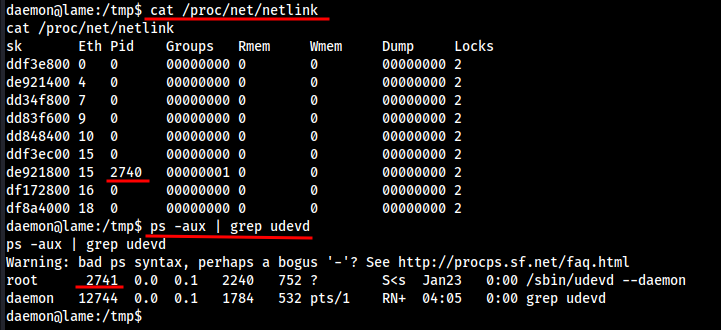 daemon@lame:/tmp$ cat /proc/net/netlink
cat /proc/net/netlink
sk       Eth Pid    Groups   Rmem     Wmem     Dump     Locks
ddf3e800 0   0      00000000 0        0        00000000 2
de921400 4   0      00000000 0        0        00000000 2
dd34f800 7   0      00000000 0        0        00000000 2
dd83f600 9   0      00000000 0        0        00000000 2
dd848400 10  0      00000000 0        0        00000000 2
ddf3ec00 15  0      00000000 0        0        00000000 2
de921800 15  2740   00000001 0        0        00000000 2
df172800 16  0      00000000 0        0        00000000 2
df8a4000 18  0      00000000 0        0        00000000 2
daemon@lame:/tmp$ ps -aux | grep udevd
ps -aux | grep udevd
Warning: bad ps syntax, perhaps a bogus '-'? See http://procps.sf.net/faq.html
root      2741  0.0  0.1   2240   752 ?        S<s  Jan23   0:00 /sbin/udevd --daemon
daemon   12744  0.0  0.1   1784   532 pts/1    RN+  04:05   0:00 grep udevd
daemon@lame:/tmp$